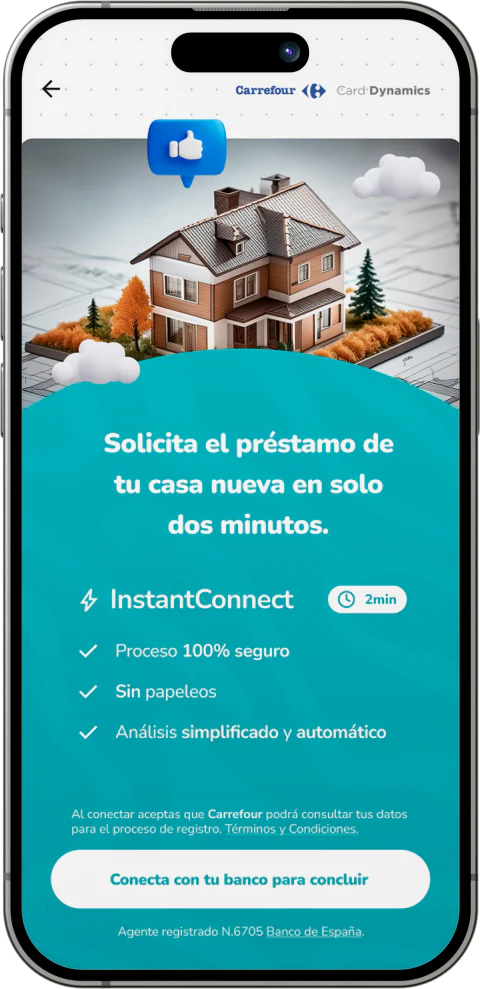 Carrefour Card·Dynamics
Solicita el préstamo de
tu casa nueva en solo
dos minutos.
InstantConnect 2min
Proceso 100% seguro
Sin papeleos
Análisis simplificado y automático
Al conectar aceptas que Carrefour podrá consultar tus datos
para el proceso de registro. Términos y Condiciones.
Conecta con tu banco para concluir
Agente registrado N.6705 Banco de España.